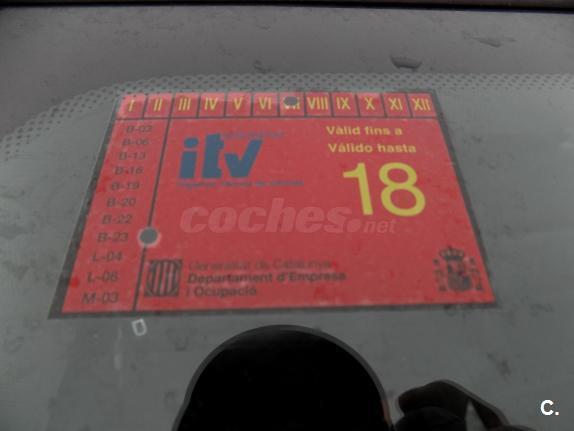 I II III IV V VI VII VIII IX X XI XII
B-03
B-06
B-13
B-16
B-19
B-20
B-22
B-23
L-04
L-06
M-03
itv
Vàlid fins a
Válido hasta
18
coches.net
Generalitat de Catalunya
Departament d'Empresa
i Ocupació
C.